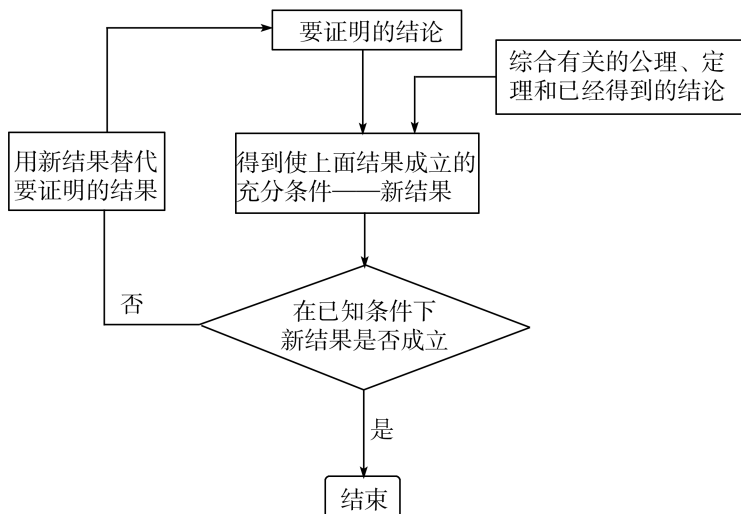 要证明的结论
综合有关的公理、定
理和已经得到的结论
用新结果替代
要证明的结果
得到使上面结果成立的
充分条件——新结果
否
在已知条件下
新结果是否成立
是
结束